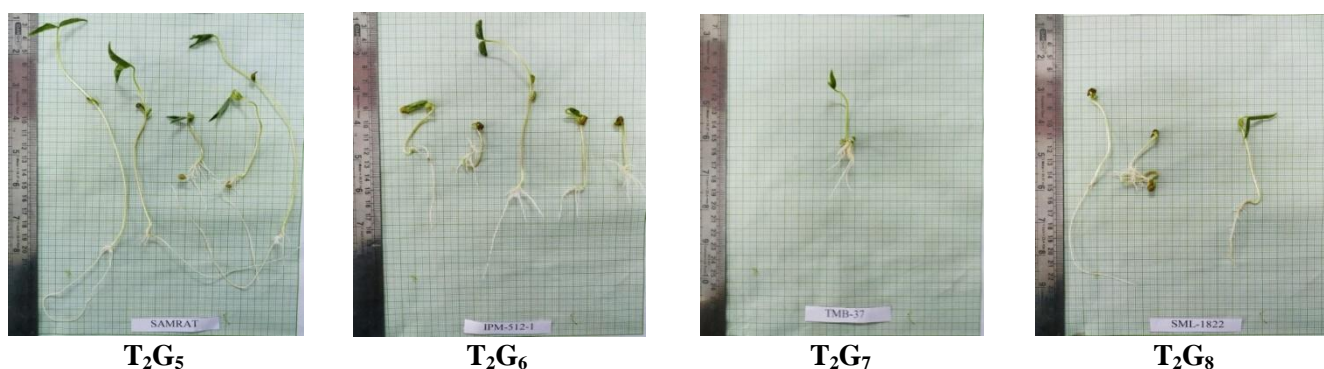 SAMRAT
IPM-512-1
TMB-37
SML-1822
T₂G₅
T₂G₆
T₂G₇
T₂G₈